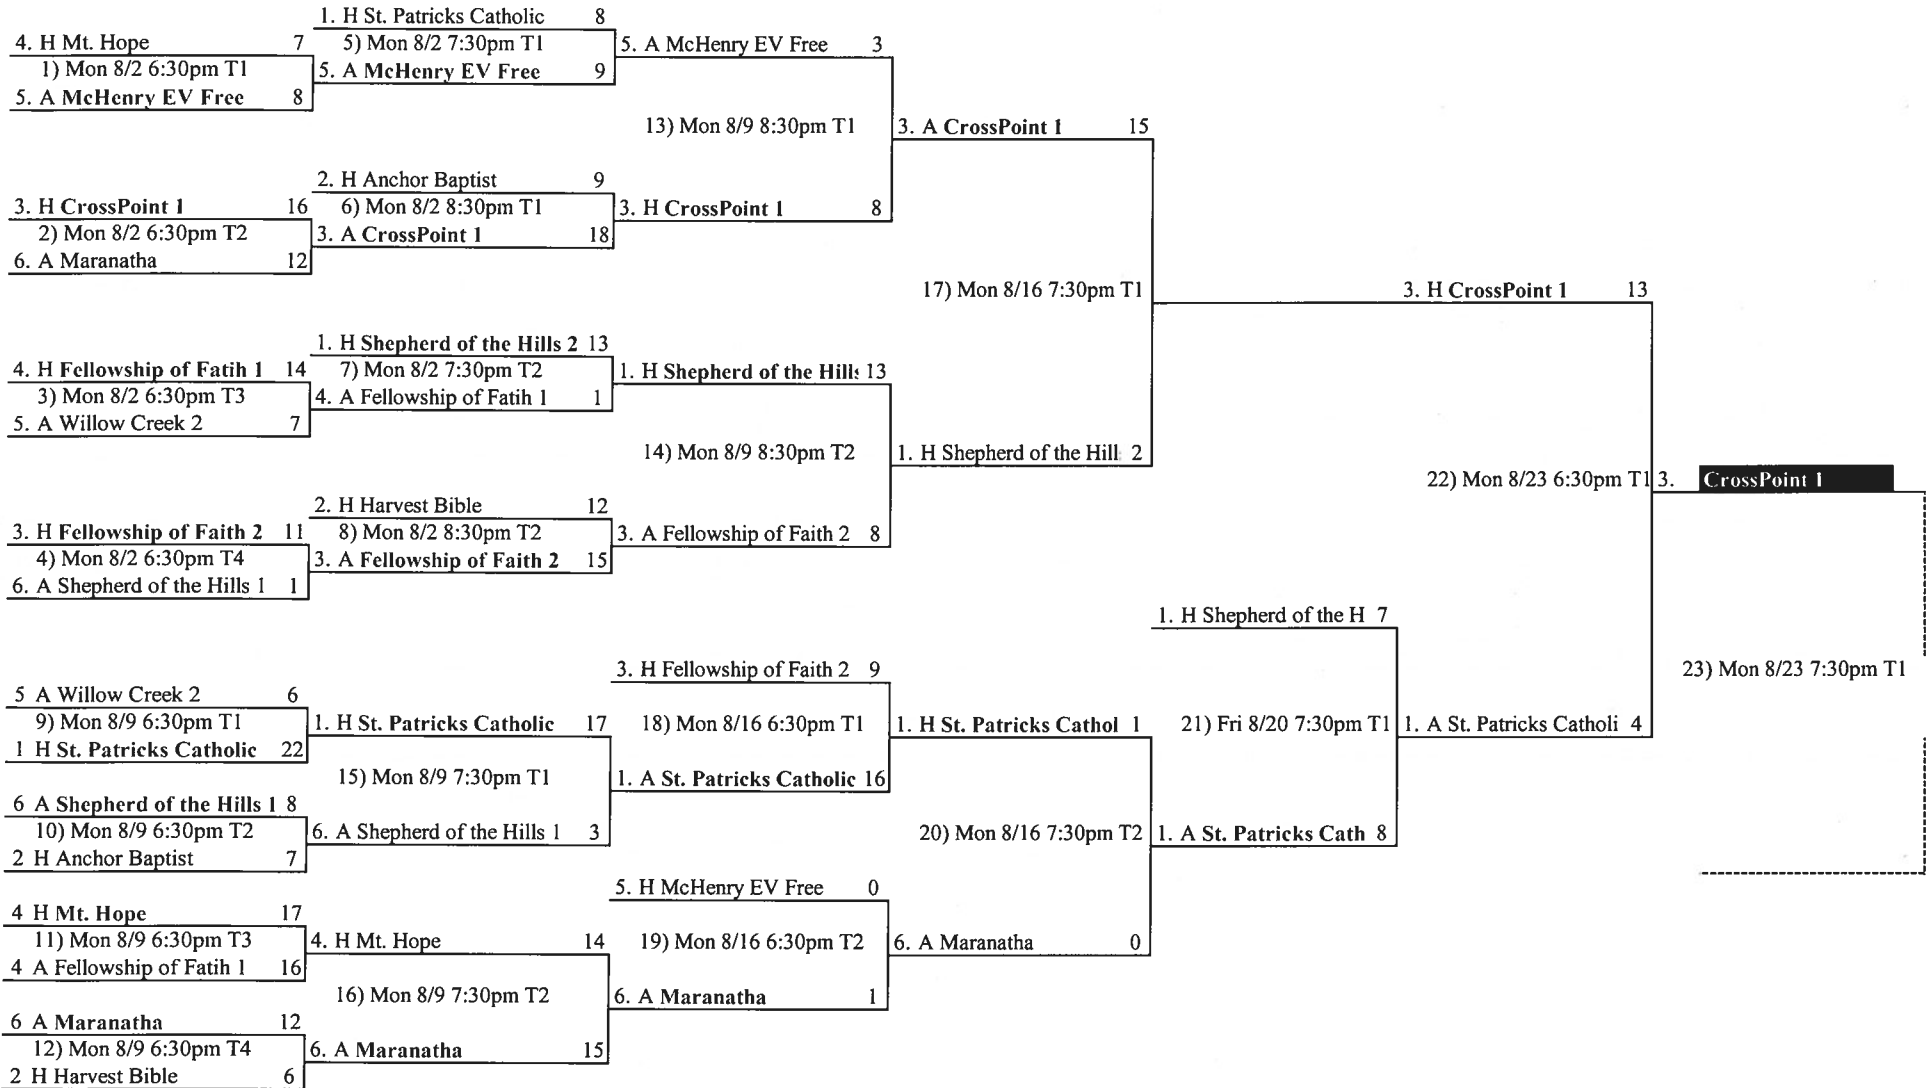 1. H St. Patricks Catholic 8
4. H Mt. Hope 7
5) Mon 8/2 7:30pm T1
5. A McHenry EV Free 3
1) Mon 8/2 6:30pm T1
5. A McHenry EV Free 9
5. A McHenry EV Free 8
13) Mon 8/9 8:30pm T1
3. A CrossPoint 1 15
2. H Anchor Baptist 9
3. H CrossPoint 1 16
6) Mon 8/2 8:30pm T1
3. H CrossPoint 1 8
2) Mon 8/2 6:30pm T2
3. A CrossPoint 1 18
6. A Maranatha 12
17) Mon 8/16 7:30pm T1
3. H CrossPoint 1 13
1. H Shepherd of the Hills 2 13
4. H Fellowship of Fatih 1 14
7) Mon 8/2 7:30pm T2
1. H Shepherd of the Hills 13
3) Mon 8/2 6:30pm T3
4. A Fellowship of Fatih 1 1
5. A Willow Creek 2 7
14) Mon 8/9 8:30pm T2
1. H Shepherd of the Hill 2
22) Mon 8/23 6:30pm T1
3. CrossPoint 1
2. H Harvest Bible 12
3. H Fellowship of Faith 2 11
8) Mon 8/2 8:30pm T2
3. A Fellowship of Faith 2 8
4) Mon 8/2 6:30pm T4
3. A Fellowship of Faith 2 15
6. A Shepherd of the Hills 1 1
1. H Shepherd of the H 7
3. H Fellowship of Faith 2 9
23) Mon 8/23 7:30pm T1
5 A Willow Creek 2 6
9) Mon 8/9 6:30pm T1
1. H St. Patricks Catholic 17
18) Mon 8/16 6:30pm T1
1. H St. Patricks Cathol 1
21) Fri 8/20 7:30pm T1
1. A St. Patricks Catholi 4
1 H St. Patricks Catholic 22
15) Mon 8/9 7:30pm T1
1. A St. Patricks Catholic 16
6 A Shepherd of the Hills 1 8
10) Mon 8/9 6:30pm T2
6. A Shepherd of the Hills 1 3
20) Mon 8/16 7:30pm T2
1. A St. Patricks Cath 8
2 H Anchor Baptist 7
5. H McHenry EV Free 0
4 H Mt. Hope 17
11) Mon 8/9 6:30pm T3
4. H Mt. Hope 14
19) Mon 8/16 6:30pm T2
6. A Maranatha 0
4 A Fellowship of Fatih 1 16
16) Mon 8/9 7:30pm T2
6. A Maranatha 1
6 A Maranatha 12
12) Mon 8/9 6:30pm T4
6. A Maranatha 15
2 H Harvest Bible 6